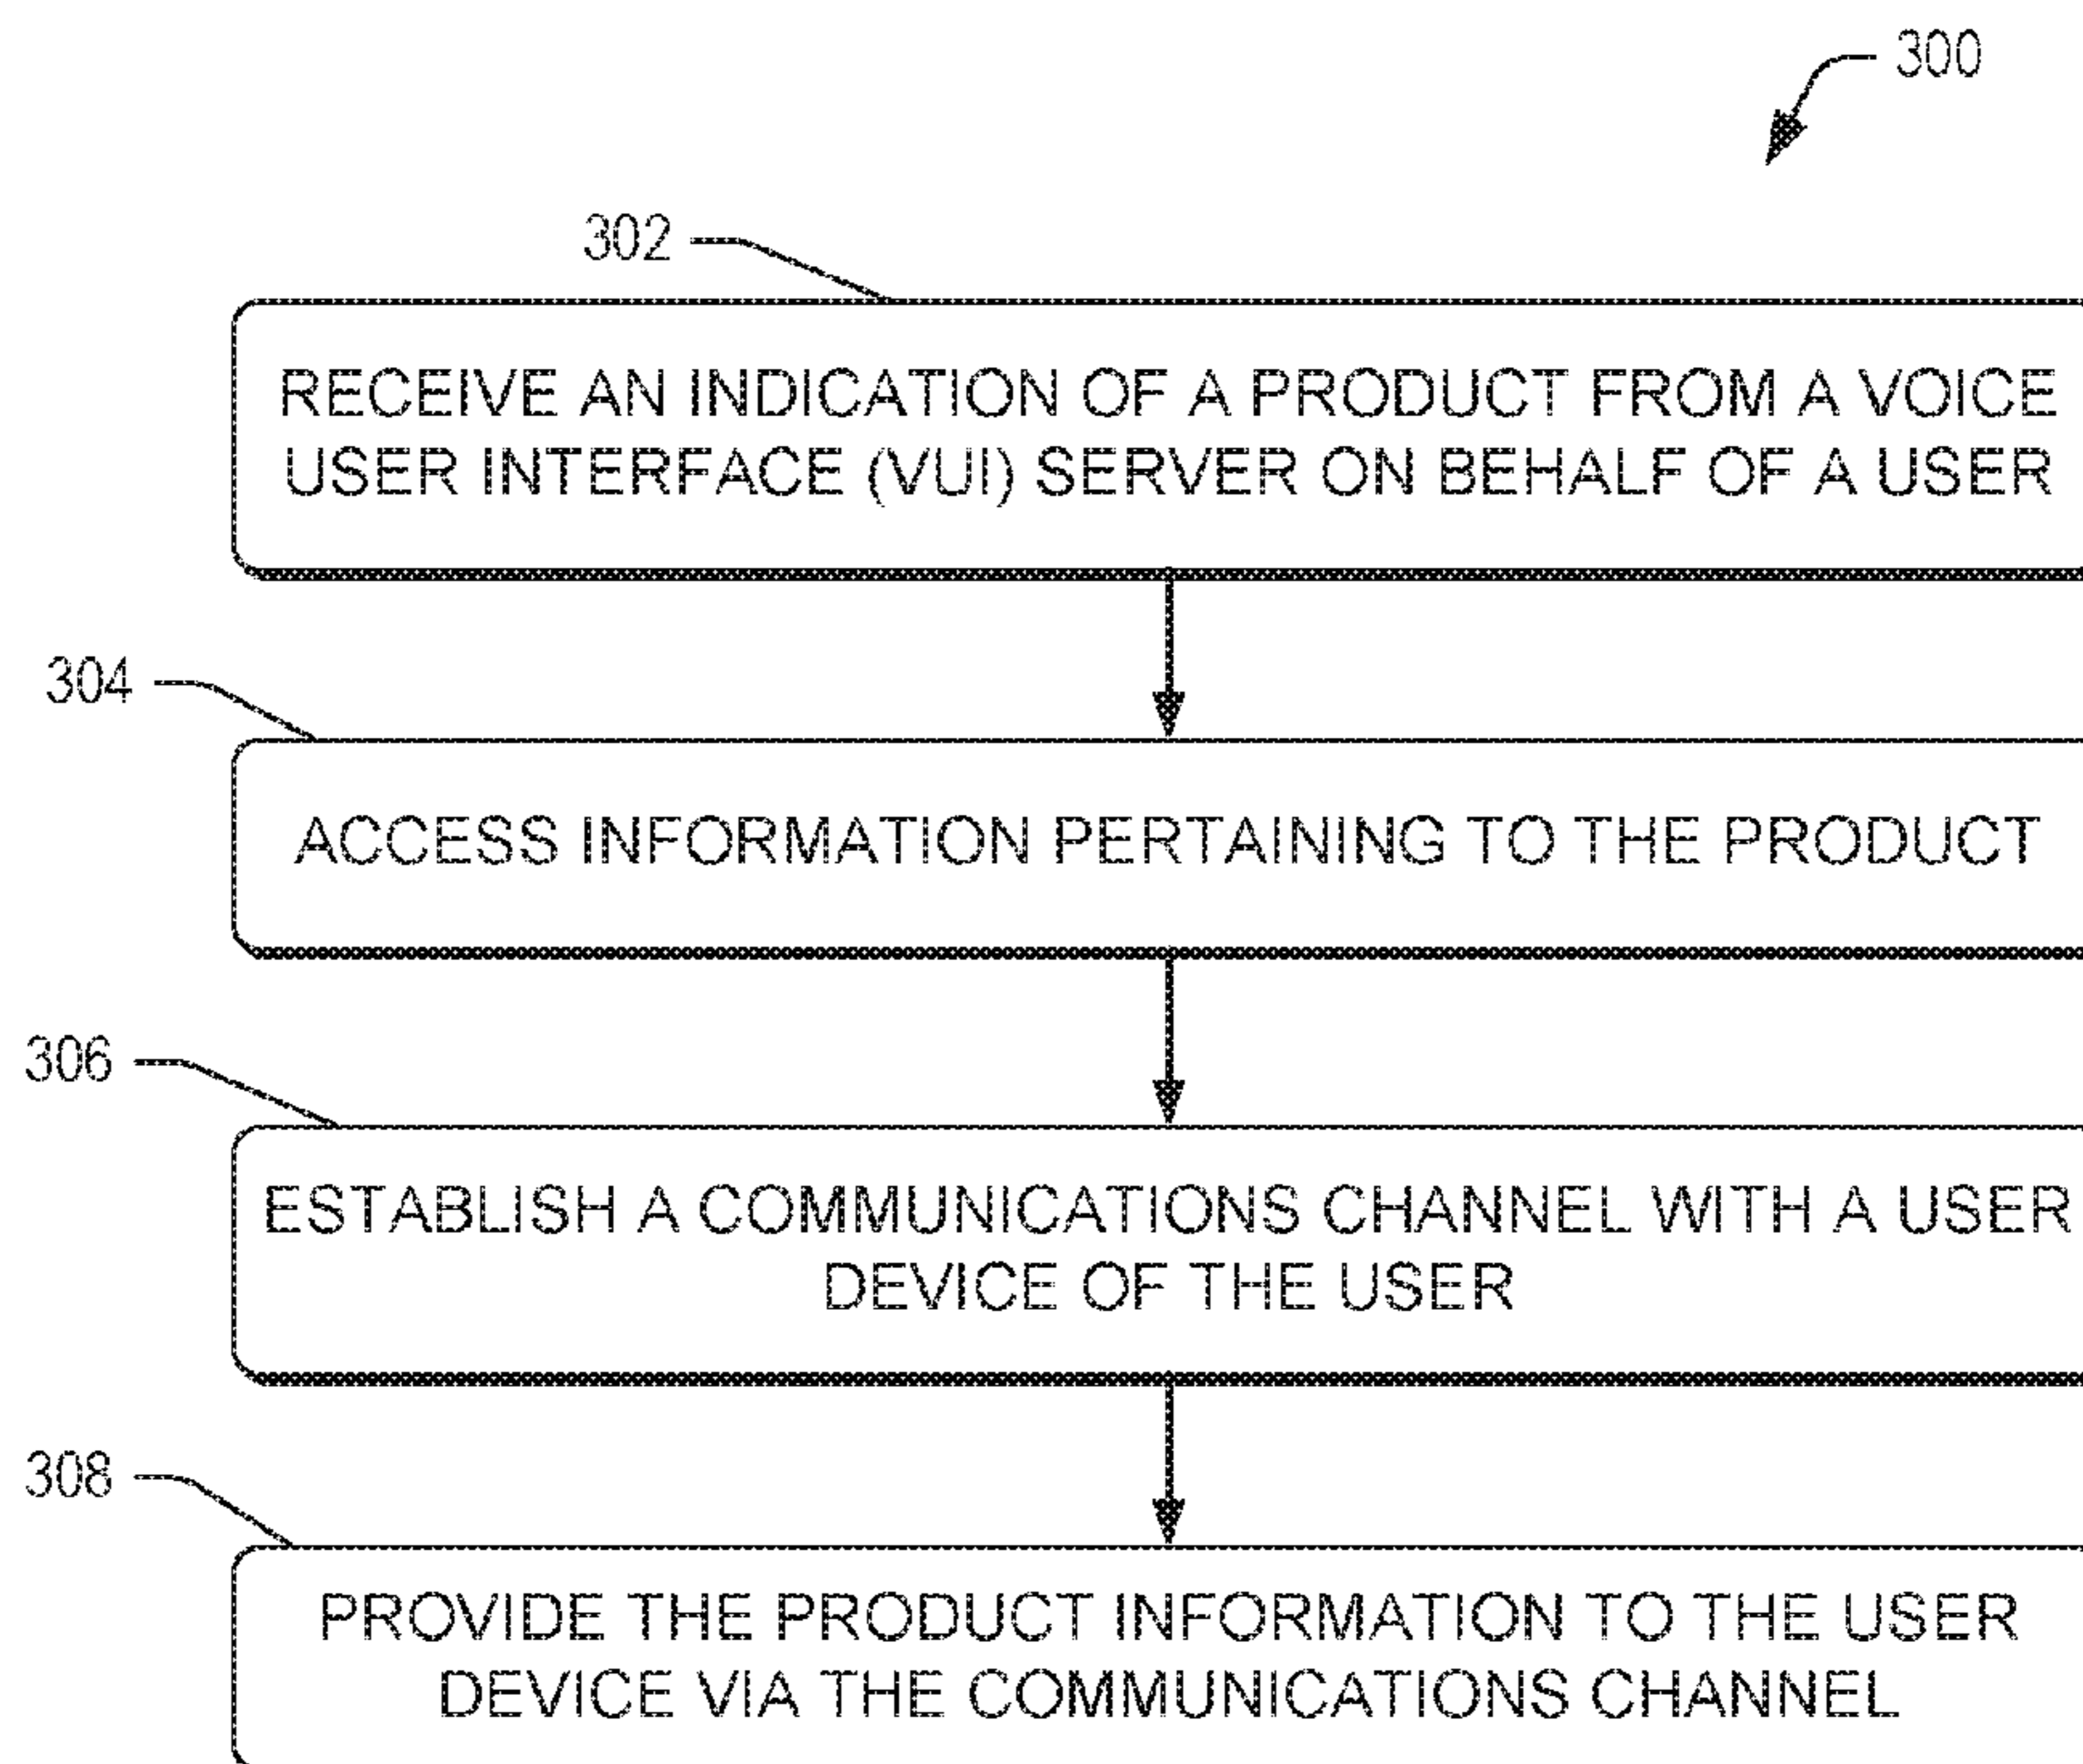 300
302
RECEIVE AN INDICATION OF A PRODUCT FROM A VOICE
USER INTERFACE (VUI) SERVER ON BEHALF OF A USER
304
ACCESS INFORMATION PERTAINING TO THE PRODUCT
306
ESTABLISH A COMMUNICATIONS CHANNEL WITH A USER
DEVICE OF THE USER
308
PROVIDE THE PRODUCT INFORMATION TO THE USER
DEVICE VIA THE COMMUNICATIONS CHANNEL